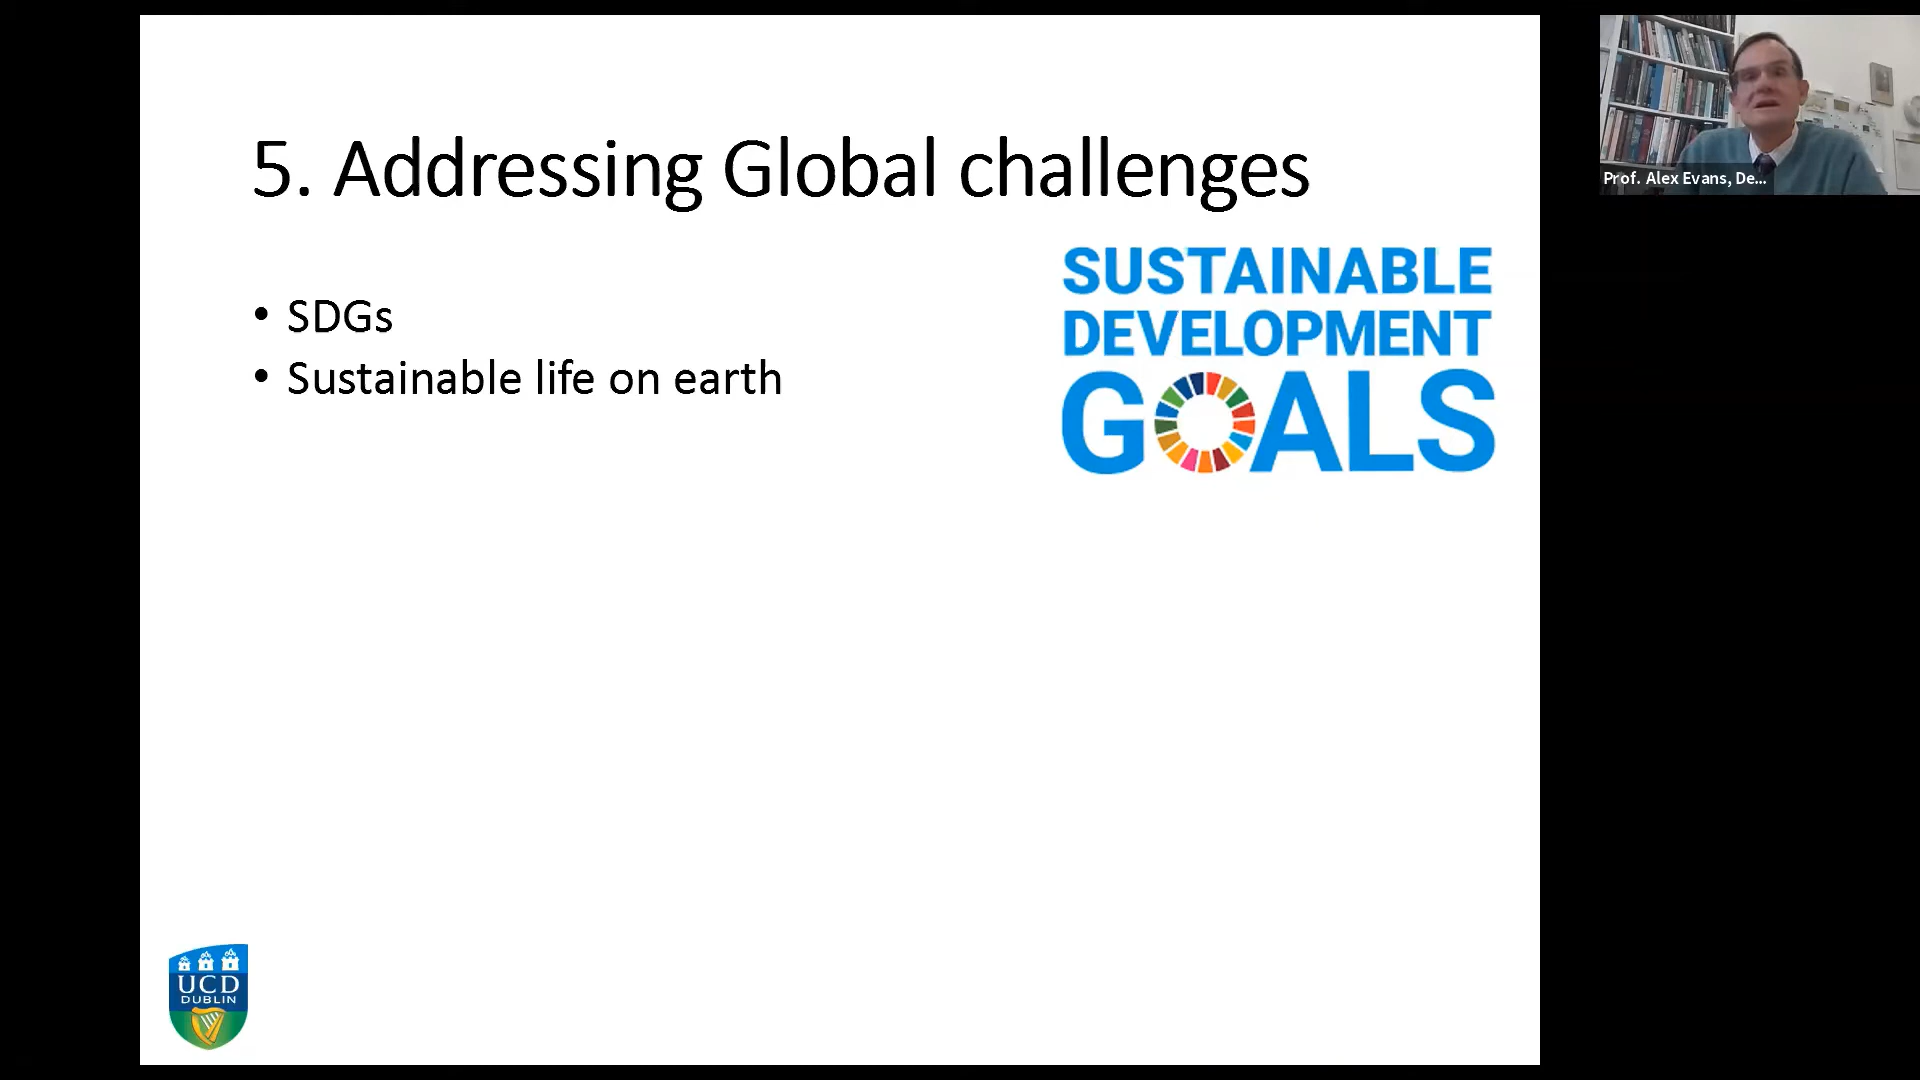 5. Addressing Global challenges
• SDGs
• Sustainable life on earth
SUSTAINABLE
DEVELOPMENT
GOALS
Prof. Alex Evans, De...
UCD
DUBLIN